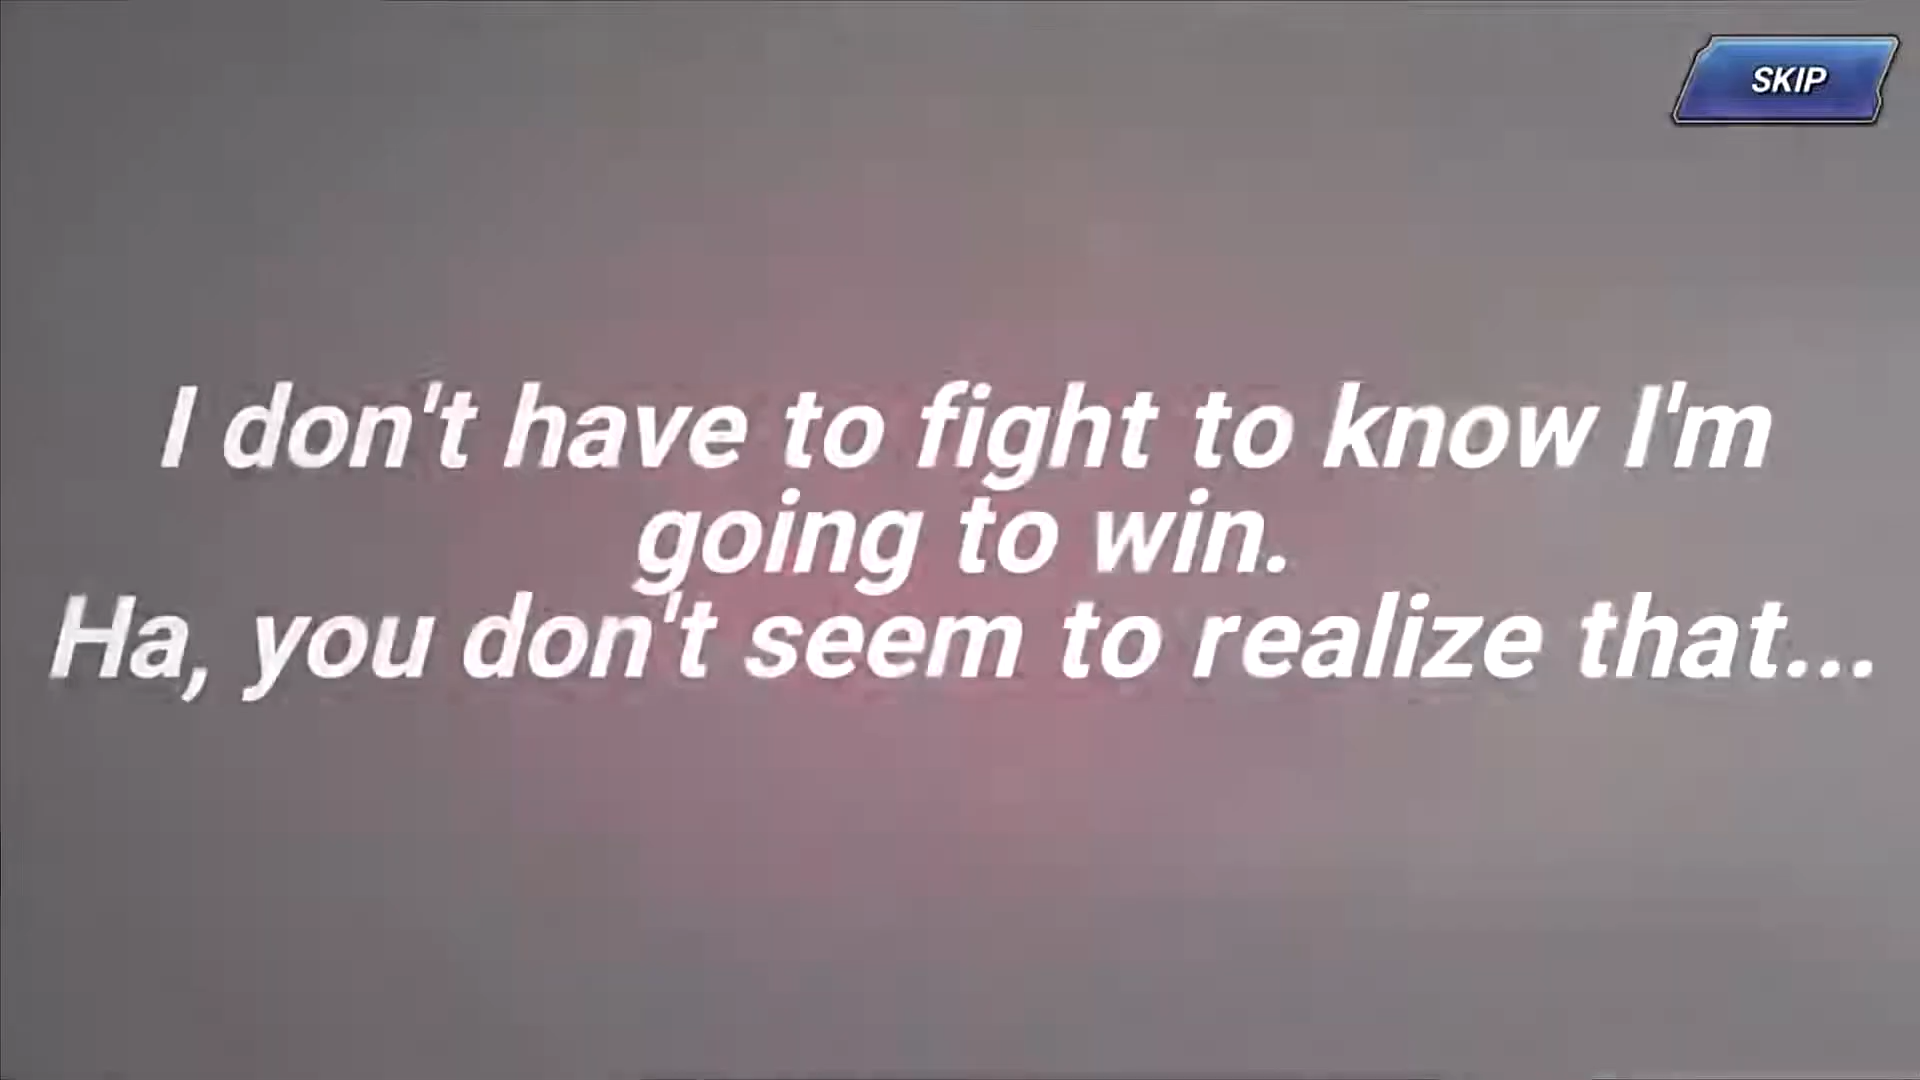 SKIP
I don't have to fight to know I'm
going to win.
Ha, you don't seem to realize that...